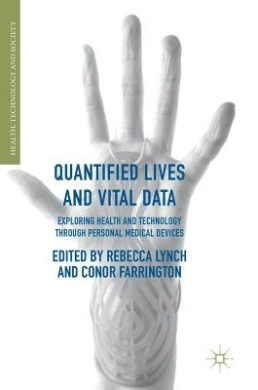 HEALTH, TECHNOLOGY AND SOCIETY
QUANTIFIED LIVES
AND VITAL DATA
EXPLORING HEALTH AND TECHNOLOGY
THROUGH PERSONAL MEDICAL DEVICES
EDITED BY REBECCA LYNCH
AND CONOR FARRINGTON